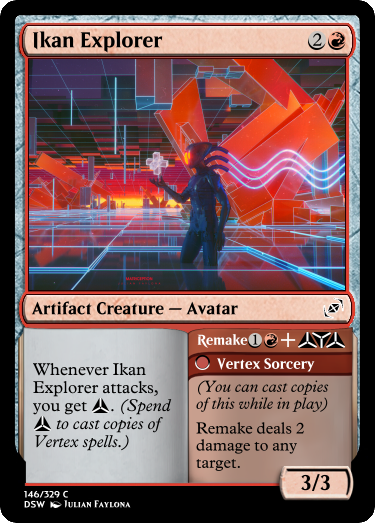 Ikan Explorer 2
Artifact Creature — Avatar
Whenever Ikan
Explorer attacks,
you get . (Spend
 to cast copies of
Vertex spells.)
Remake 1 +
Vertex Sorcery
(You can cast copies
of this while in play)
Remake deals 2
damage to any
target.
3/3
146/329 C
DSW Julian Faylona